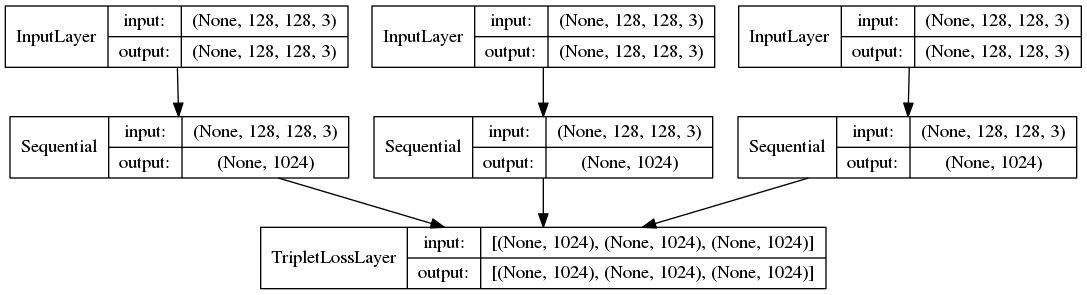 InputLayer
input: (None, 128, 128, 3)
output: (None, 128, 128, 3)
InputLayer
input: (None, 128, 128, 3)
output: (None, 128, 128, 3)
InputLayer
input: (None, 128, 128, 3)
output: (None, 128, 128, 3)
Sequential
input: (None, 128, 128, 3)
output: (None, 1024)
Sequential
input: (None, 128, 128, 3)
output: (None, 1024)
Sequential
input: (None, 128, 128, 3)
output: (None, 1024)
TripletLossLayer
input: [(None, 1024), (None, 1024), (None, 1024)]
output: [(None, 1024), (None, 1024), (None, 1024)]